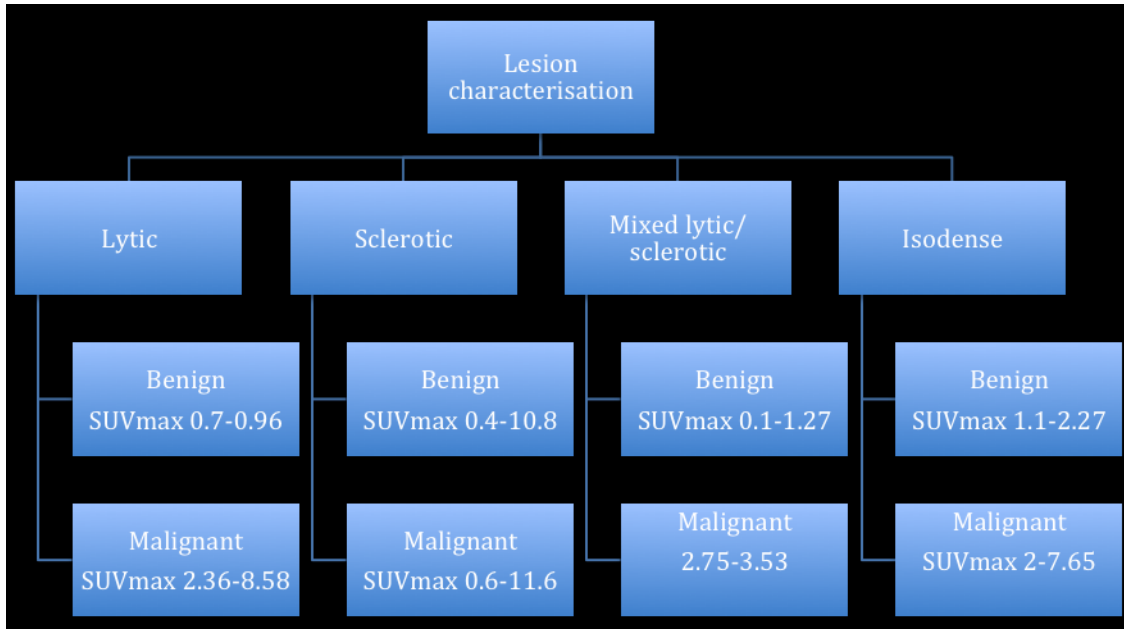 Lesion
characterisation
Lytic
Sclerotic
Mixed lytic/
sclerotic
Isodense
Benign
SUVmax 0.7-0.96
Benign
SUVmax 0.4-10.8
Benign
SUVmax 0.1-1.27
Benign
SUVmax 1.1-2.27
Malignant
SUVmax 2.36-8.58
Malignant
SUVmax 0.6-11.6
Malignant
2.75-3.53
Malignant
SUVmax 2-7.65